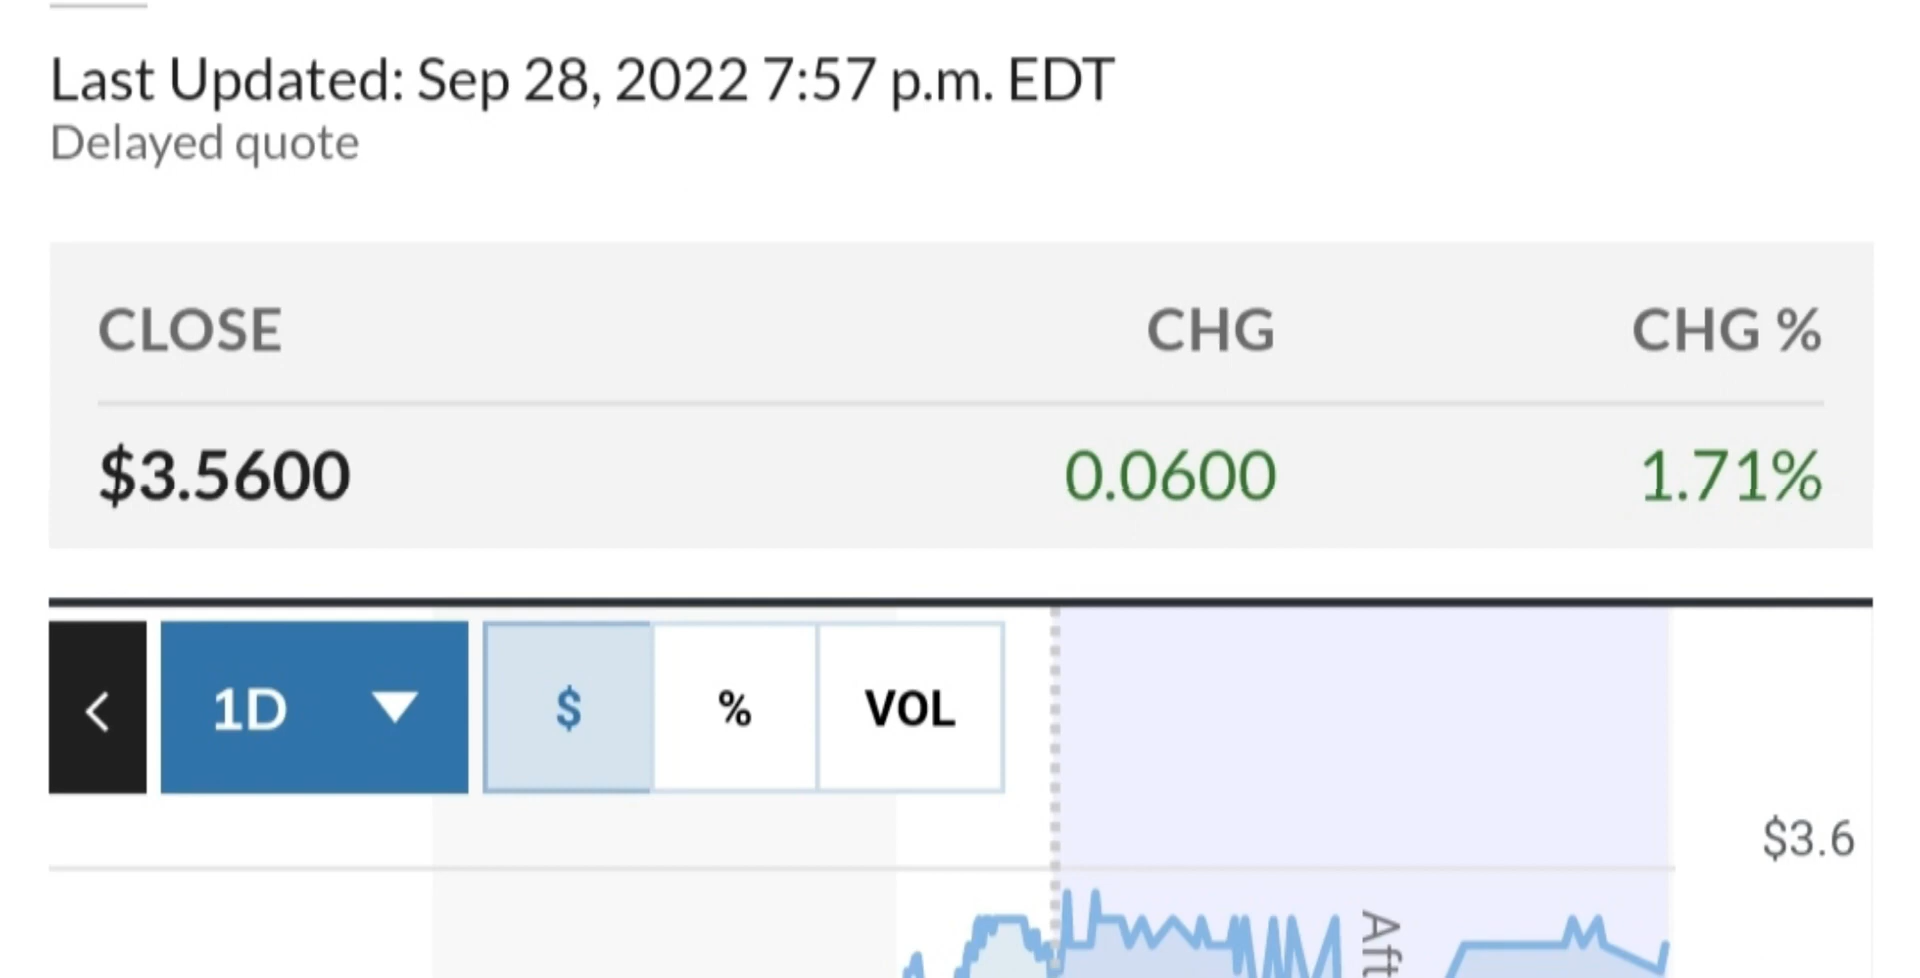 Last Updated: Sep 28, 2022 7:57 p.m. EDT
Delayed quote
CLOSE CHG CHG %
$3.5600 0.0600 1.71%
1D $ % VOL
$3.6
Aft